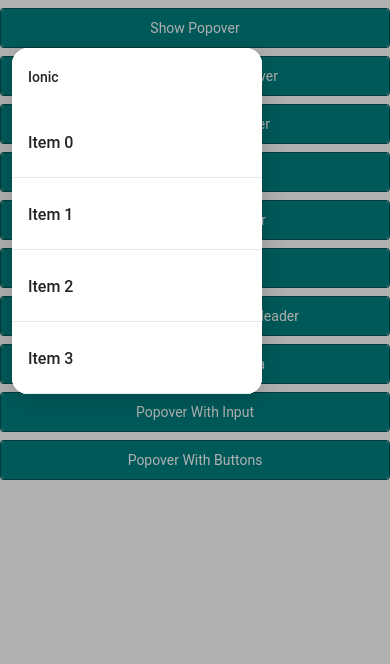 Show Popover
Ionic
Item 0
Item 1
Item 2
Item 3
Popover With Input
Popover With Buttons